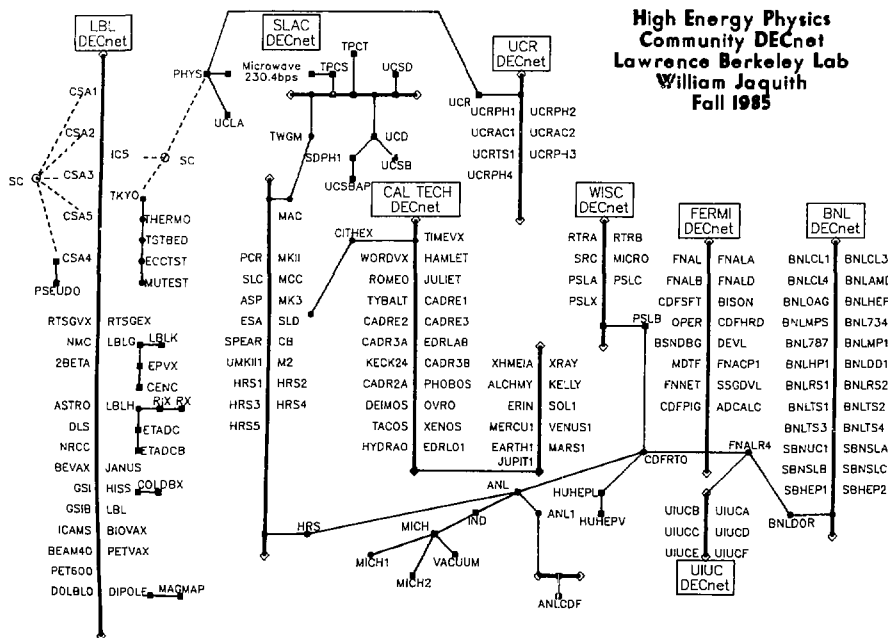 High Energy Physics
Community DECnet
Lawrence Berkeley Lab
William Jaquith
Fall 1985
LBL
DECnet
CSA1
CSA2
SC
CSA3
CSA5
CSA4
PSEUDO
IC5
SC
PHYS
UCLA
TKYO
THERMO
TSTBED
ECCTST
MUTEST
RTSGVX RTSGEX
NMC LBLG LBLK
2BETA EPVX
CENC
ASTRO LBLH RIX RX
DLS ETADC
NRCC ETADCB
BEVAX JANUS
GSI HISS COLDBX
GSIB LBL
ICAMS BIOVAX
BEAM40 PETVAX
PET600
DOLBLO DIPOLE MAGMAP
SLAC
DECnet
Microwave
230.4bps
TPCT
TPCS
UCSD
TWGM
UCD
SDPH1
UCSB
UCSBAP
MAC
PCR MKII
SLC MCC
ASP MK3
ESA SLD
SPEAR CB
UMKII1 M2
HRS1 HRS2
HRS3 HRS4
HRS5
HRS
UCR
DECnet
UCR
UCRPH1 UCRPH2
UCRAC1 UCRAC2
UCRTS1 UCRPH3
UCRPH4
CAL TECH
DECnet
CITHEX
TIMEVX
WORDVX HAMLET
ROMEO JULIET
TYBALT CADRE1
CADRE2 CADRE3
CADR3A EDRLAB
KECK24 CADR3B
CADR2A PHOBOS
DEIMOS OVRO
TACOS XENOS
HYDRAO EDRLO1
XHMEIA XRAY
ALCHMY KELLY
ERIN SOL1
MERCU1 VENUS1
EARTH1 MARS1
JUPIT1
WISC
DECnet
RTRA RTRB
SRC MICRO
PSLA PSLC
PSLX
PSLB
FERMI
DECnet
FNAL FNALA
FNALB FNALD
CDFSFT BISON
OPER CDFHRD
BSNDBG DEVL
MDTF FNACP1
FNNET SSGDVL
CDFPIG ADCALC
CDFRTO
FNALR4
BNL
DECnet
BNLCL1 BNLCL3
BNLCL4 BNLAMD
BNLOAG BNLHEP
BNLMPS BNL734
BNL787 BNLMP1
BNLHP1 BNLDD1
BNLRS1 BNLRS2
BNLTS1 BNLTS2
BNLTS3 BNLTS4
SBNUC1 SBNSLA
SBNSLB SBNSLC
SBHEP1 SBHEP2
BNLDOR
ANL
IND
ANL1
MICH
MICH1
MICH2
VACUUM
ANLCDF
HUHEPU
HUHEPV
UIUCB UIUCA
UIUCC UIUCD
UIUCE UIUCF
UIUC
DECnet